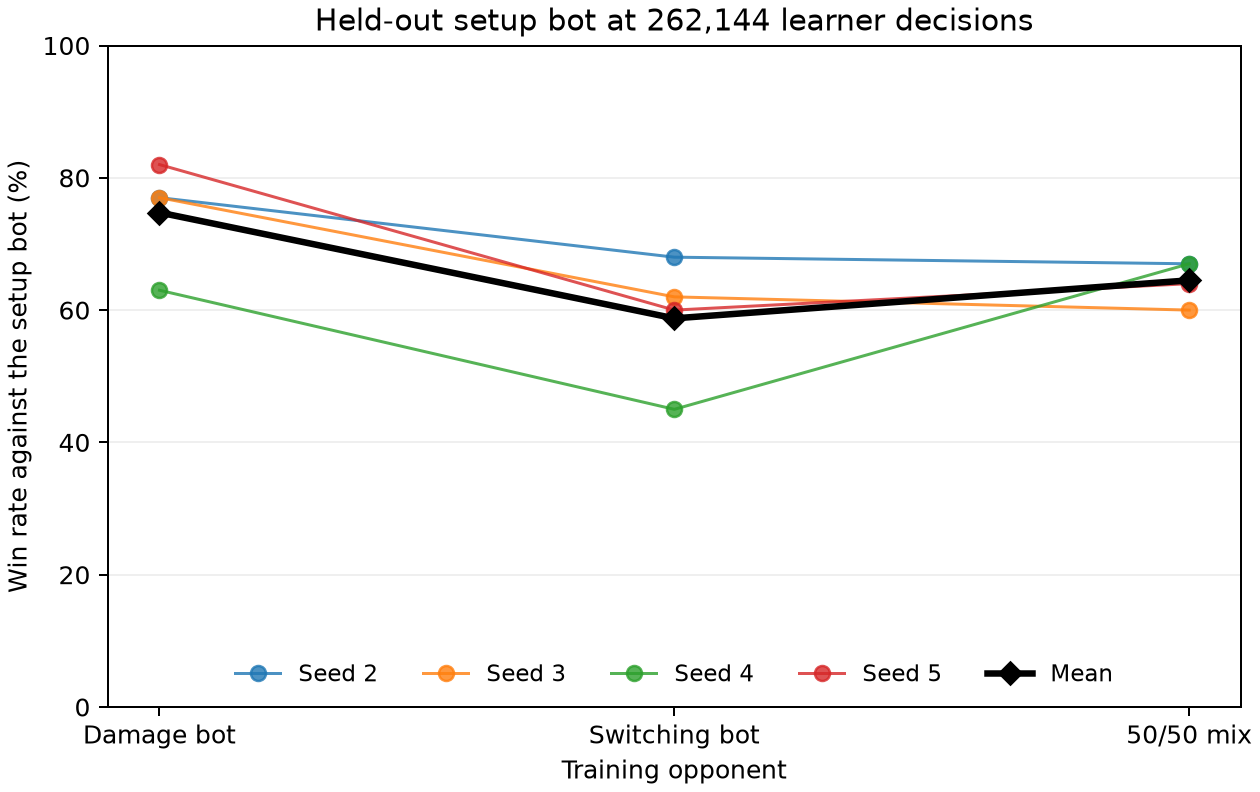 Held-out setup bot at 262,144 learner decisions
Win rate against the setup bot (%)
100
80
60
40
20
0
Seed 2 Seed 3 Seed 4 Seed 5 Mean
Damage bot Switching bot 50/50 mix
Training opponent